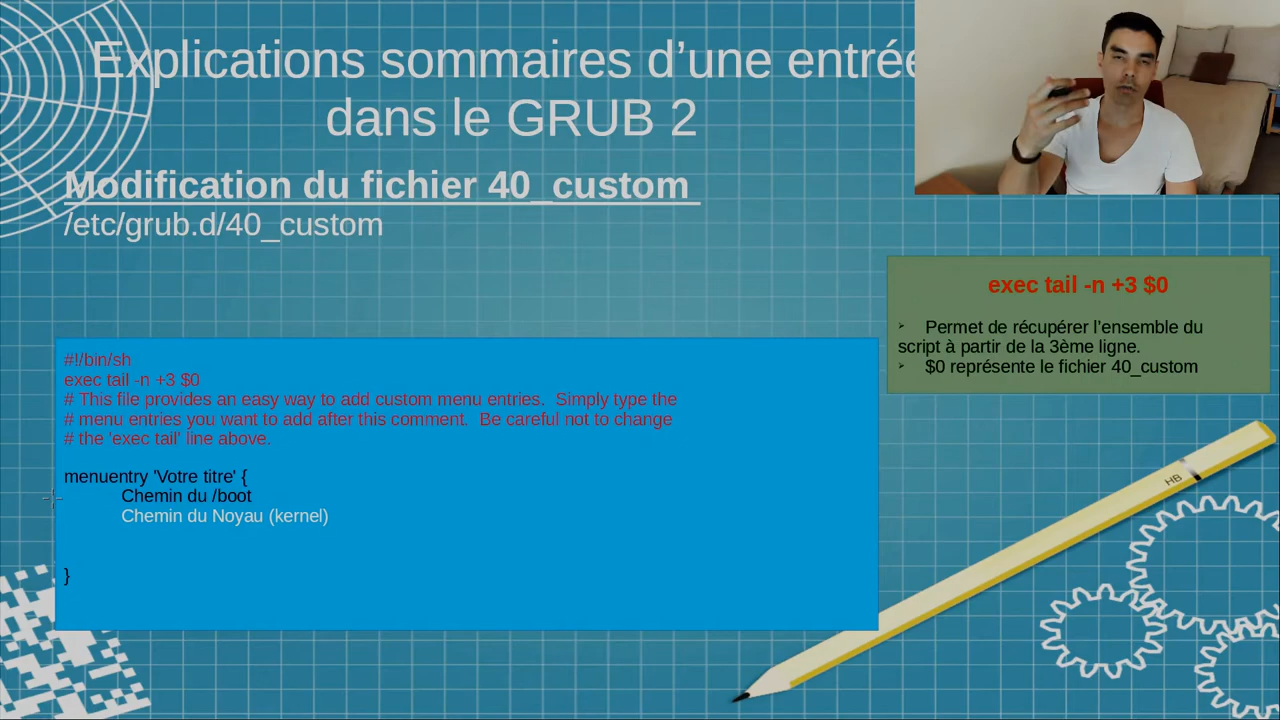 Explications sommaires d’une entrée
dans le GRUB 2
Modification du fichier 40_custom
/etc/grub.d/40_custom
exec tail -n +3 $0
Permet de récupérer l’ensemble du
script à partir de la 3ème ligne.
$0 représente le fichier 40_custom
#!/bin/sh
exec tail -n +3 $0
# This file provides an easy way to add custom menu entries.  Simply type the
# menu entries you want to add after this comment.  Be careful not to change
# the 'exec tail' line above.
menuentry 'Votre titre' {
Chemin du /boot
Chemin du Noyau (kernel)
}
HB